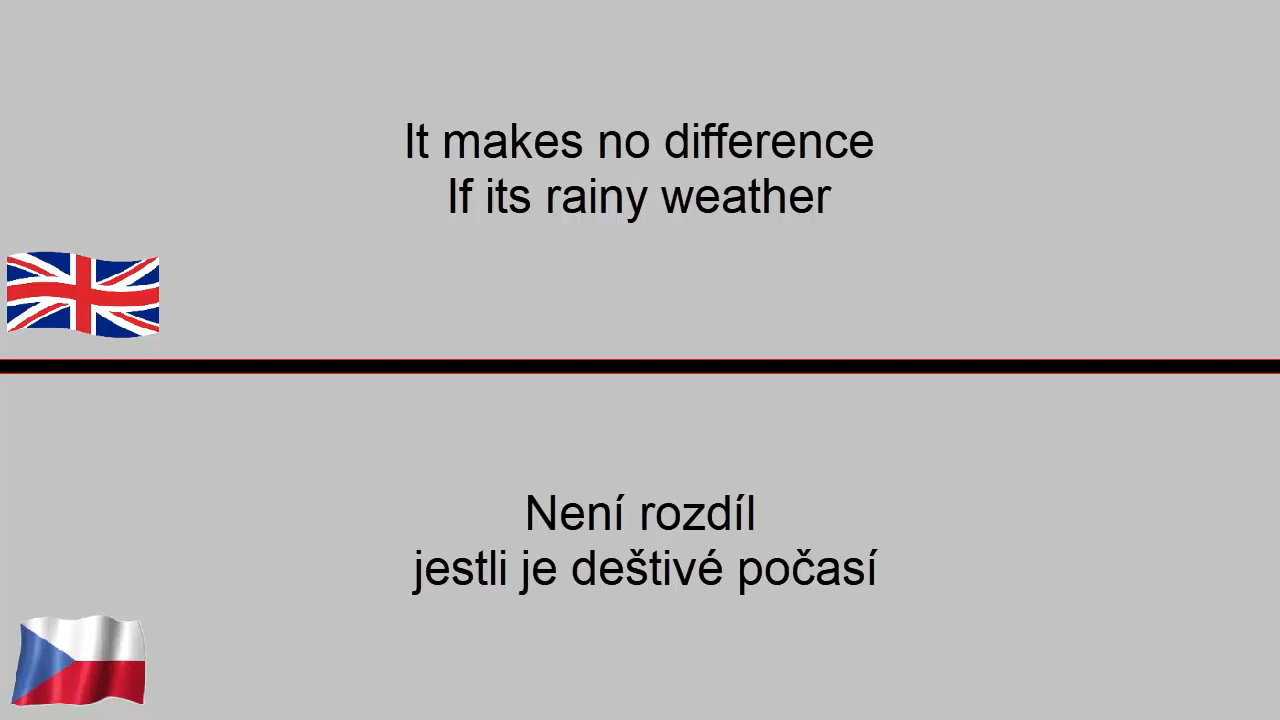 It makes no difference
If its rainy weather
Není rozdíl
jestli je deštivé počasí